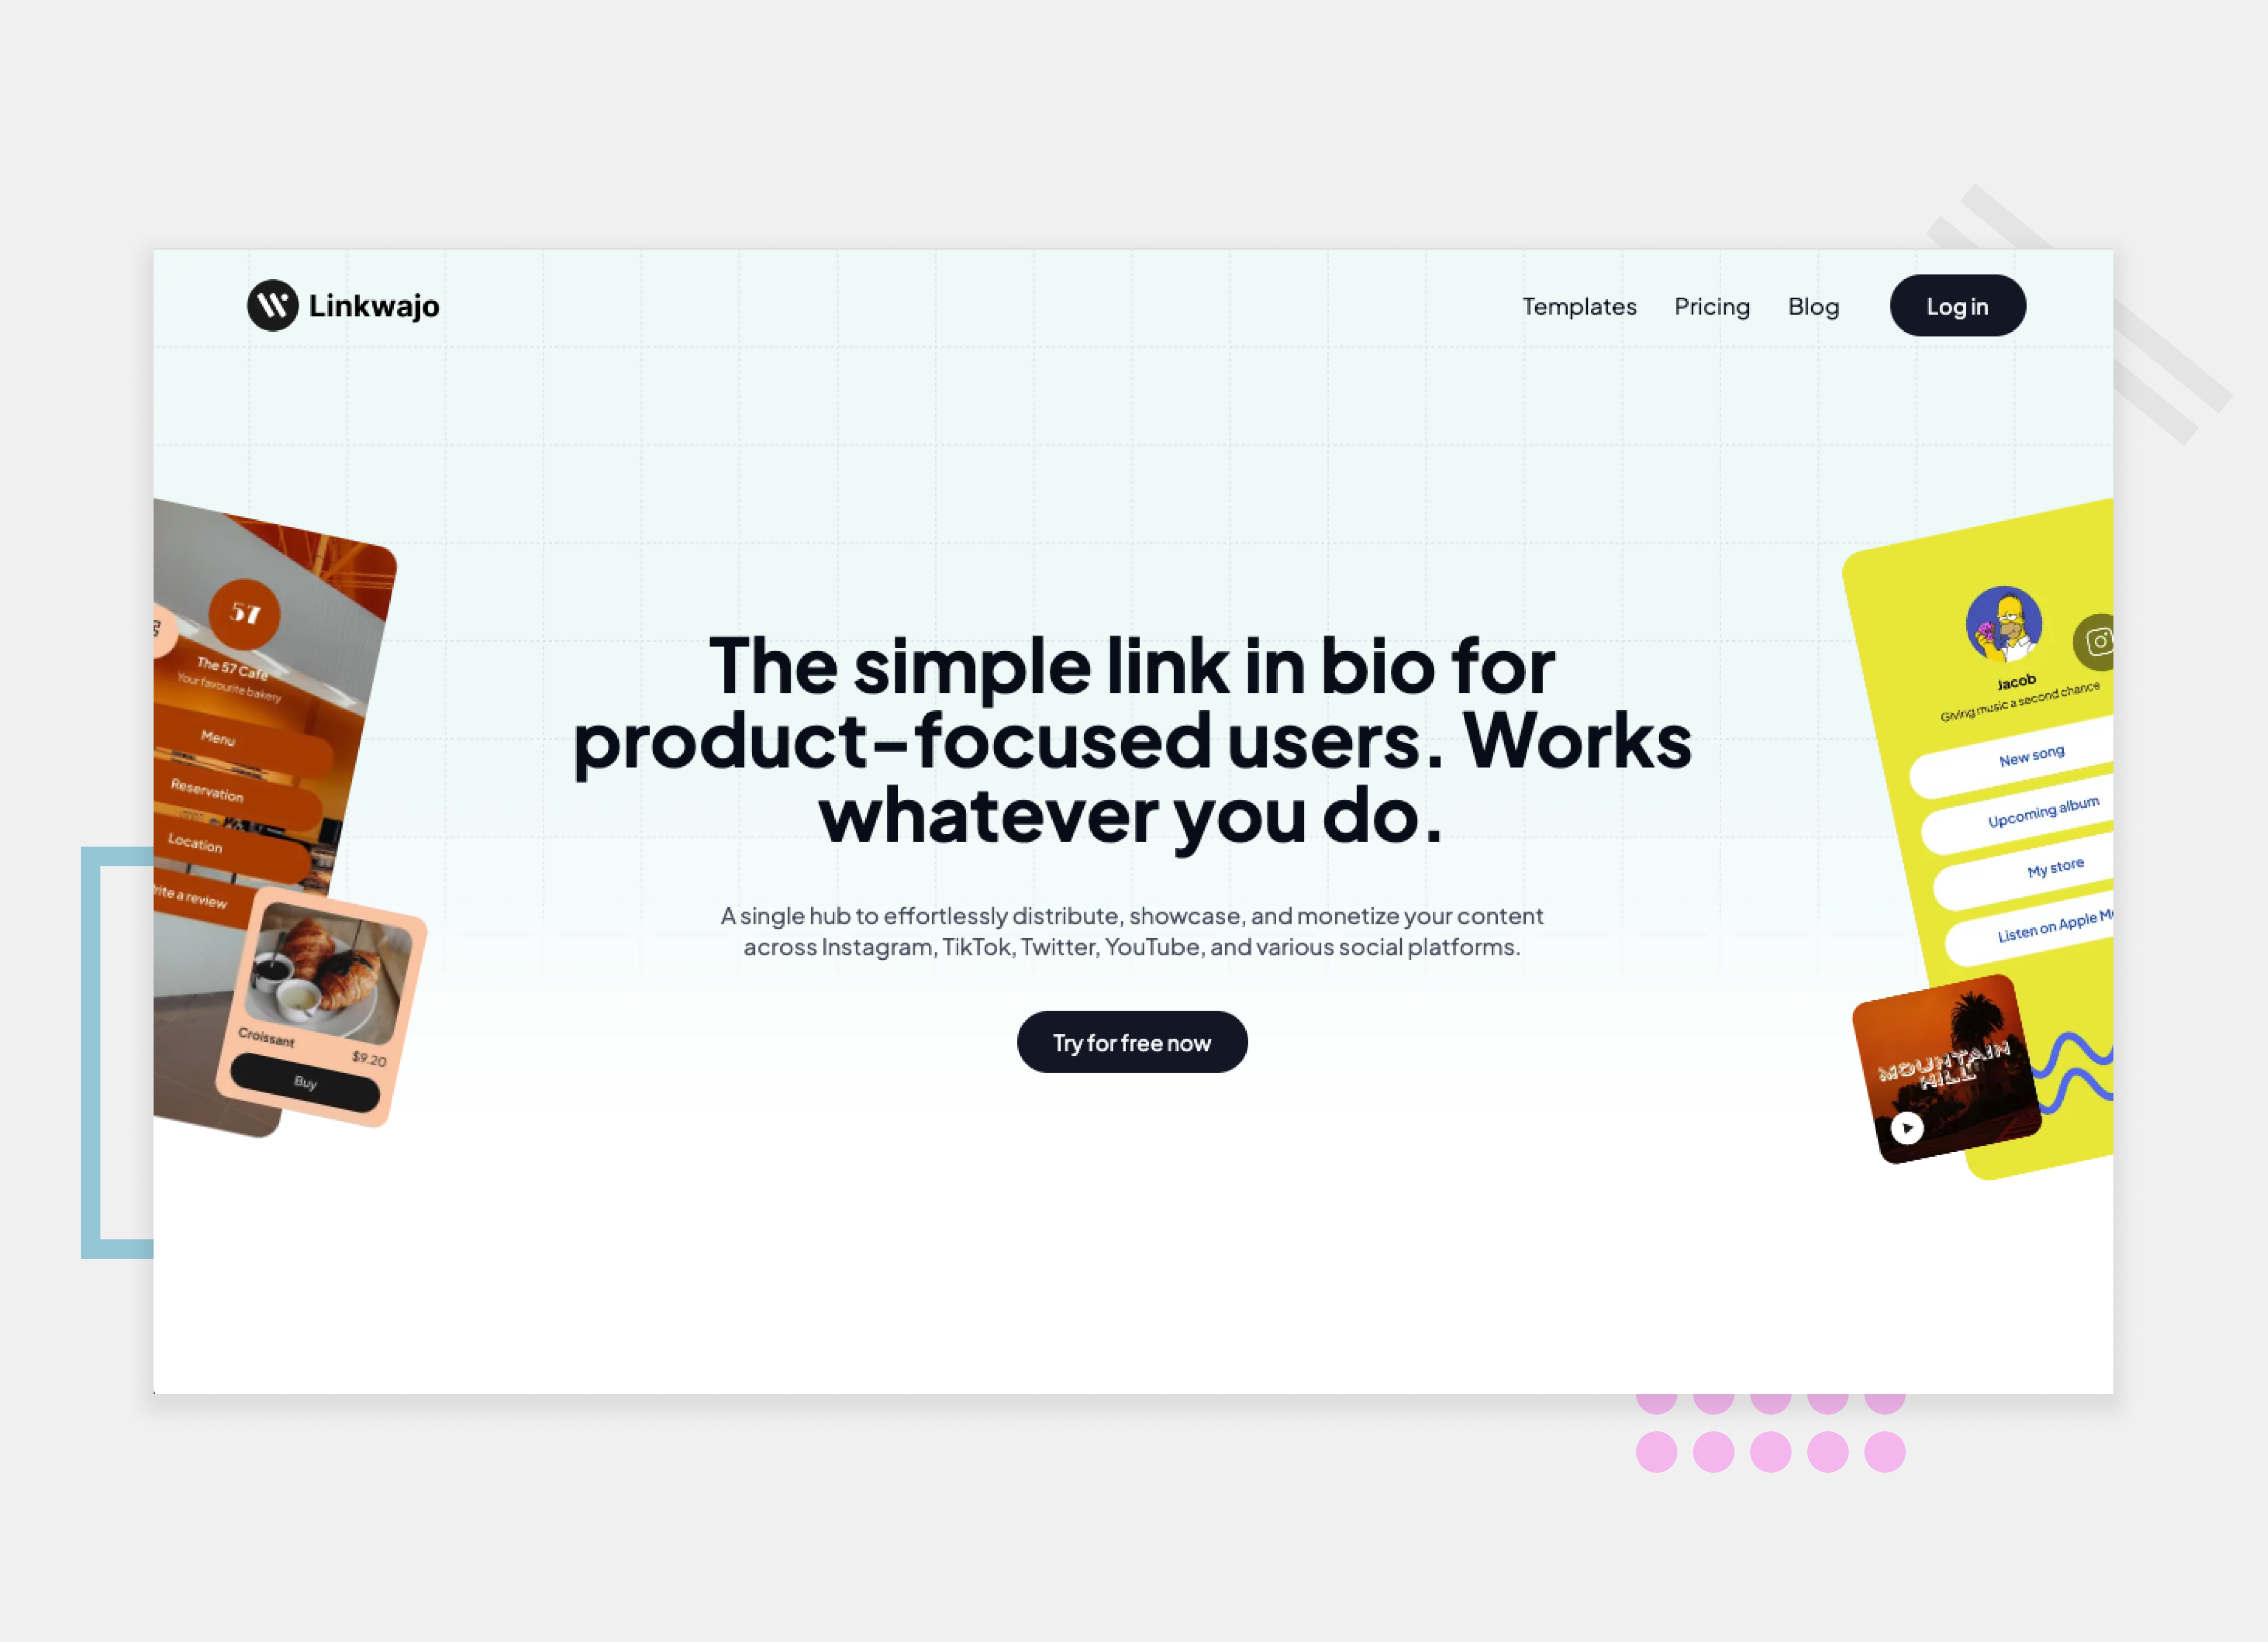 Linkwajo
Templates
Pricing
Blog
Log in
57
The 57 Cafe
Your favourite bakery
Menu
Reservation
Location
a review
Croissant
$9.20
Buy
The simple link in bio for
product-focused users. Works
whatever you do.
A single hub to effortlessly distribute, showcase, and monetize your content
across Instagram, TikTok, Twitter, YouTube, and various social platforms.
Try for free now
Jacob
Giving music a second chance
New song
Upcoming album
My store
Listen on Apple
MOUNTAIN
HILL